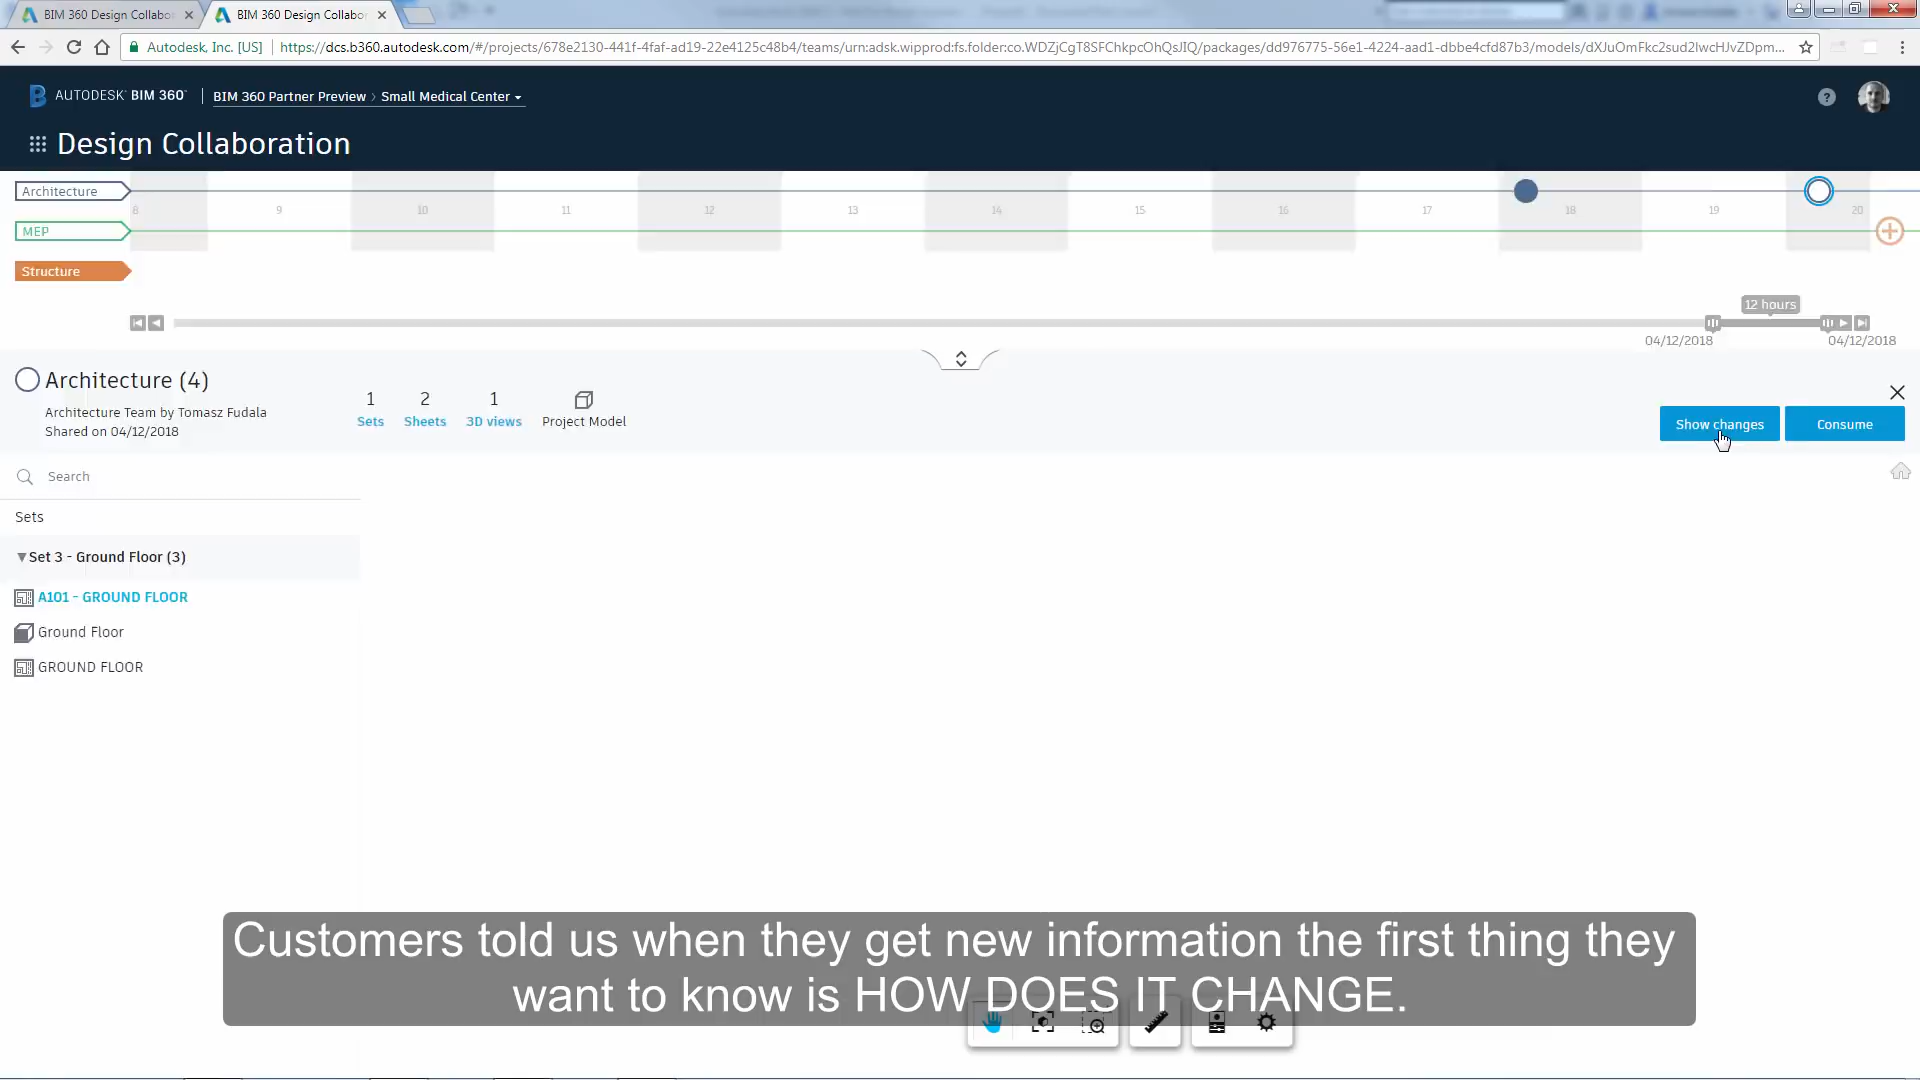 BIM 360 Design Collabo
BIM 360 Design Collabo
Autodesk, Inc. [US]
https://dcs.b360.autodesk.com/#/projects/678e2130-441f-4faf-ad19-22e4125c48b4/teams/urn:adsk.wipprod:fs.folder:co.WDZjCgT8SFChkpcOhQsJIQ/packages/dd976775-56e1-4224-aad1-dbbe4cfd87b3/models/dXJuOmFkc2sud2lwcHJvZDpm...
AUTODESK® BIM 360™
BIM 360 Partner Preview > Small Medical Center
Design Collaboration
Architecture
8 9 10 11 12 13 14 15 16 17 18 19 20
MEP
Structure
12 hours
04/12/2018 04/12/2018
Architecture (4)
Architecture Team by Tomasz Fudala
Shared on 04/12/2018
1 2 1
Sets Sheets 3D views Project Model
Show changes Consume
Search
Sets
Set 3 - Ground Floor (3)
A101 - GROUND FLOOR
Ground Floor
GROUND FLOOR
Customers told us when they get new information the first thing they
want to know is HOW DOES IT CHANGE.